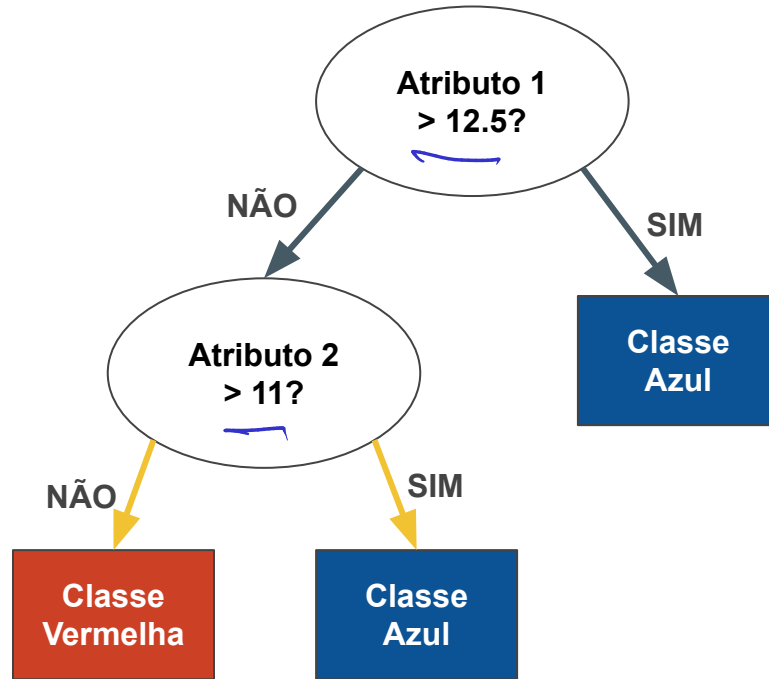 Atributo 1
> 12.5?
NÃO
SIM
Classe
Azul
Atributo 2
> 11?
NÃO
SIM
Classe
Vermelha
Classe
Azul